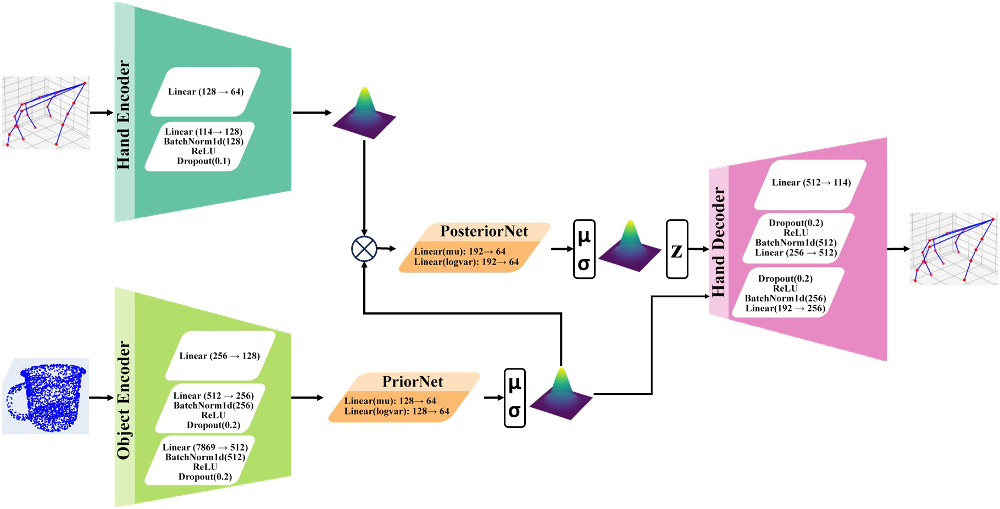 Hand Encoder
Linear (128 → 64)
Linear (114→ 128)
BatchNorm1d(128)
ReLU
Dropout(0.1)
PosteriorNet
Linear(mu): 192→ 64
Linear(logvar): 192→ 64
μ
σ
z
Hand Decoder
Linear (512→ 114)
Dropout(0.2)
ReLU
BatchNorm1d(512)
Linear (256 → 512)
Dropout(0.2)
ReLU
BatchNorm1d(256)
Linear(192 → 256)
Object Encoder
Linear (256 → 128)
Linear (512 → 256)
BatchNorm1d(256)
ReLU
Dropout(0.2)
Linear (7869 → 512)
BatchNorm1d(512)
ReLU
Dropout(0.2)
PriorNet
Linear(mu): 128→ 64
Linear(logvar): 128→ 64
μ
σ